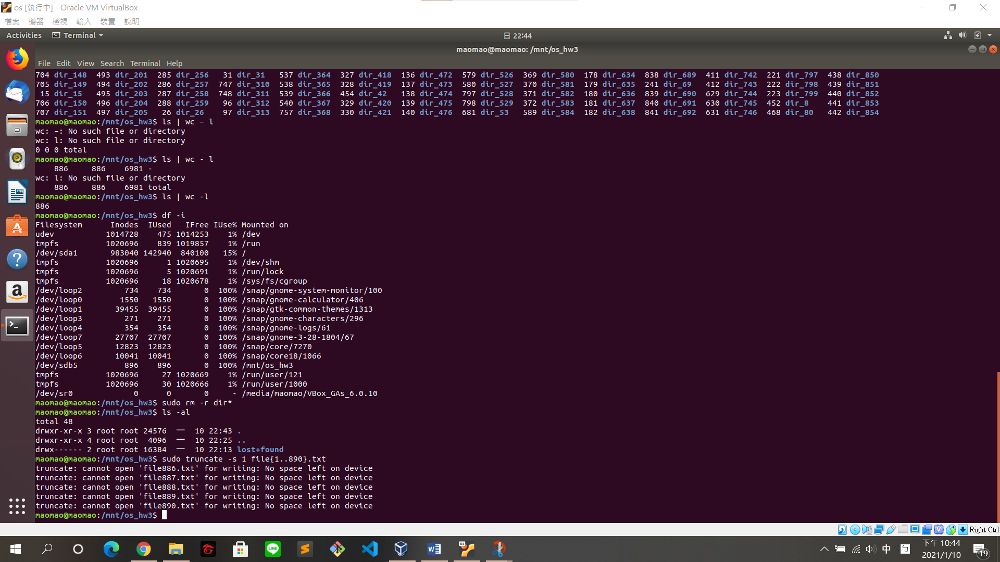 os [執行中] - Oracle VM VirtualBox
檔案 機器 檢視 輸入 裝置 說明
Activities Terminal 日 22:44
maomao@maomao: /mnt/os_hw3
File Edit View Search Terminal Help
704 dir_148  493 dir_201  285 dir_256   31 dir_31   537 dir_364  327 dir_418  136 dir_472  579 dir_526  369 dir_580  178 dir_634  838 dir_689  411 dir_742  221 dir_797  438 dir_850
705 dir_149  494 dir_202  286 dir_257  747 dir_310  538 dir_365  328 dir_419  137 dir_473  580 dir_527  370 dir_581  179 dir_635  241 dir_69   412 dir_743  222 dir_798  439 dir_851
 15 dir_15   495 dir_203  287 dir_258  748 dir_311  539 dir_366  454 dir_42   138 dir_474  797 dir_528  371 dir_582  180 dir_636  839 dir_690  629 dir_744  223 dir_799  440 dir_852
706 dir_150  496 dir_204  288 dir_259   96 dir_312  540 dir_367  329 dir_420  139 dir_475  798 dir_529  372 dir_583  181 dir_637  840 dir_691  630 dir_745  452 dir_8    441 dir_853
707 dir_151  497 dir_205   26 dir_26    97 dir_313  757 dir_368  330 dir_421  140 dir_476  681 dir_53   589 dir_584  182 dir_638  841 dir_692  631 dir_746  468 dir_80   442 dir_854
maomao@maomao:/mnt/os_hw3$ ls | wc – l
wc: –: No such file or directory
wc: l: No such file or directory
0 0 0 total
maomao@maomao:/mnt/os_hw3$ ls | wc - l
    886     886    6981 -
wc: l: No such file or directory
    886     886    6981 total
maomao@maomao:/mnt/os_hw3$ ls | wc -l
886
maomao@maomao:/mnt/os_hw3$ df -i
Filesystem      Inodes  IUsed   IFree IUse% Mounted on
udev           1014728    475 1014253    1% /dev
tmpfs          1020696    839 1019857    1% /run
/dev/sda1       983040 142940  840100   15% /
tmpfs          1020696      1 1020695    1% /dev/shm
tmpfs          1020696      5 1020691    1% /run/lock
tmpfs          1020696     18 1020678    1% /sys/fs/cgroup
/dev/loop2         734    734       0  100% /snap/gnome-system-monitor/100
/dev/loop0        1550   1550       0  100% /snap/gnome-calculator/406
/dev/loop1       39455  39455       0  100% /snap/gtk-common-themes/1313
/dev/loop3         271    271       0  100% /snap/gnome-characters/296
/dev/loop4         354    354       0  100% /snap/gnome-logs/61
/dev/loop7       27707  27707       0  100% /snap/gnome-3-28-1804/67
/dev/loop5       12823  12823       0  100% /snap/core/7270
/dev/loop6       10041  10041       0  100% /snap/core18/1066
/dev/sdb5          896    896       0  100% /mnt/os_hw3
tmpfs          1020696     27 1020669    1% /run/user/121
tmpfs          1020696     30 1020666    1% /run/user/1000
/dev/sr0             0      0       0     - /media/maomao/VBox_GAs_6.0.10
maomao@maomao:/mnt/os_hw3$ sudo rm -r dir*
maomao@maomao:/mnt/os_hw3$ ls -al
total 48
drwxr-xr-x 3 root root 24576  一  10 22:43 .
drwxr-xr-x 4 root root  4096  一  10 22:25 ..
drwx------ 2 root root 16384  一  10 22:13 lost+found
maomao@maomao:/mnt/os_hw3$ sudo truncate -s 1 file{1..890}.txt
truncate: cannot open 'file886.txt' for writing: No space left on device
truncate: cannot open 'file887.txt' for writing: No space left on device
truncate: cannot open 'file888.txt' for writing: No space left on device
truncate: cannot open 'file889.txt' for writing: No space left on device
truncate: cannot open 'file890.txt' for writing: No space left on device
maomao@maomao:/mnt/os_hw3$
Right Ctrl
中 下午 10:44
2021/1/10
19